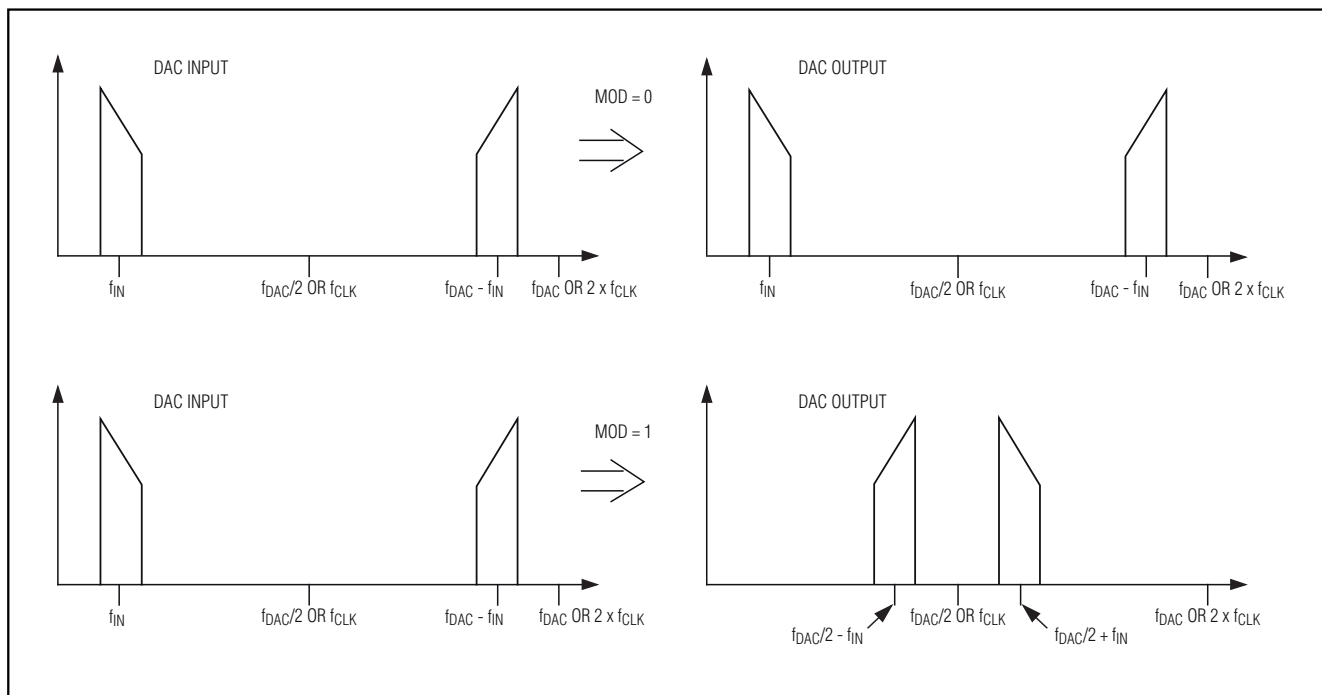 DAC INPUT
MOD = 0
DAC OUTPUT
fIN
fDAC/2 OR fCLK
fDAC - fIN
fDAC OR 2 x fCLK
fIN
fDAC/2 OR fCLK
fDAC - fIN
fDAC OR 2 x fCLK
DAC INPUT
MOD = 1
DAC OUTPUT
fIN
fDAC/2 OR fCLK
fDAC - fIN
fDAC OR 2 x fCLK
fDAC/2 - fIN
fDAC/2 OR fCLK
fDAC/2 + fIN
fDAC OR 2 x fCLK